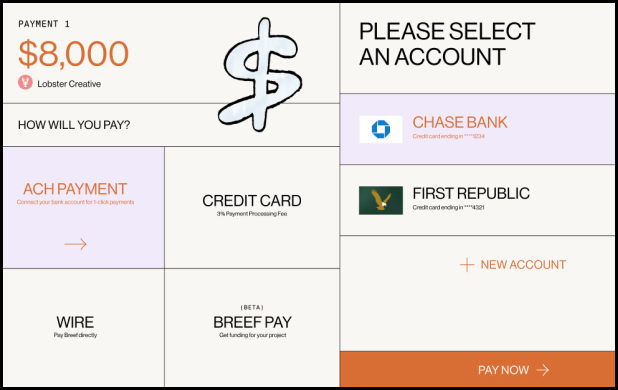 PAYMENT 1
$8,000
Lobster Creative
$
HOW WILL YOU PAY?
ACH PAYMENT
Connect your bank account for 1-click payments
CREDIT CARD
3% Payment Processing Fee
WIRE
Pay Breef directly
(BETA)
BREEF PAY
Get funding for your project
PLEASE SELECT
AN ACCOUNT
CHASE BANK
Credit card ending in ****1234
FIRST REPUBLIC
Credit card ending in ****4321
+ NEW ACCOUNT
PAY NOW →